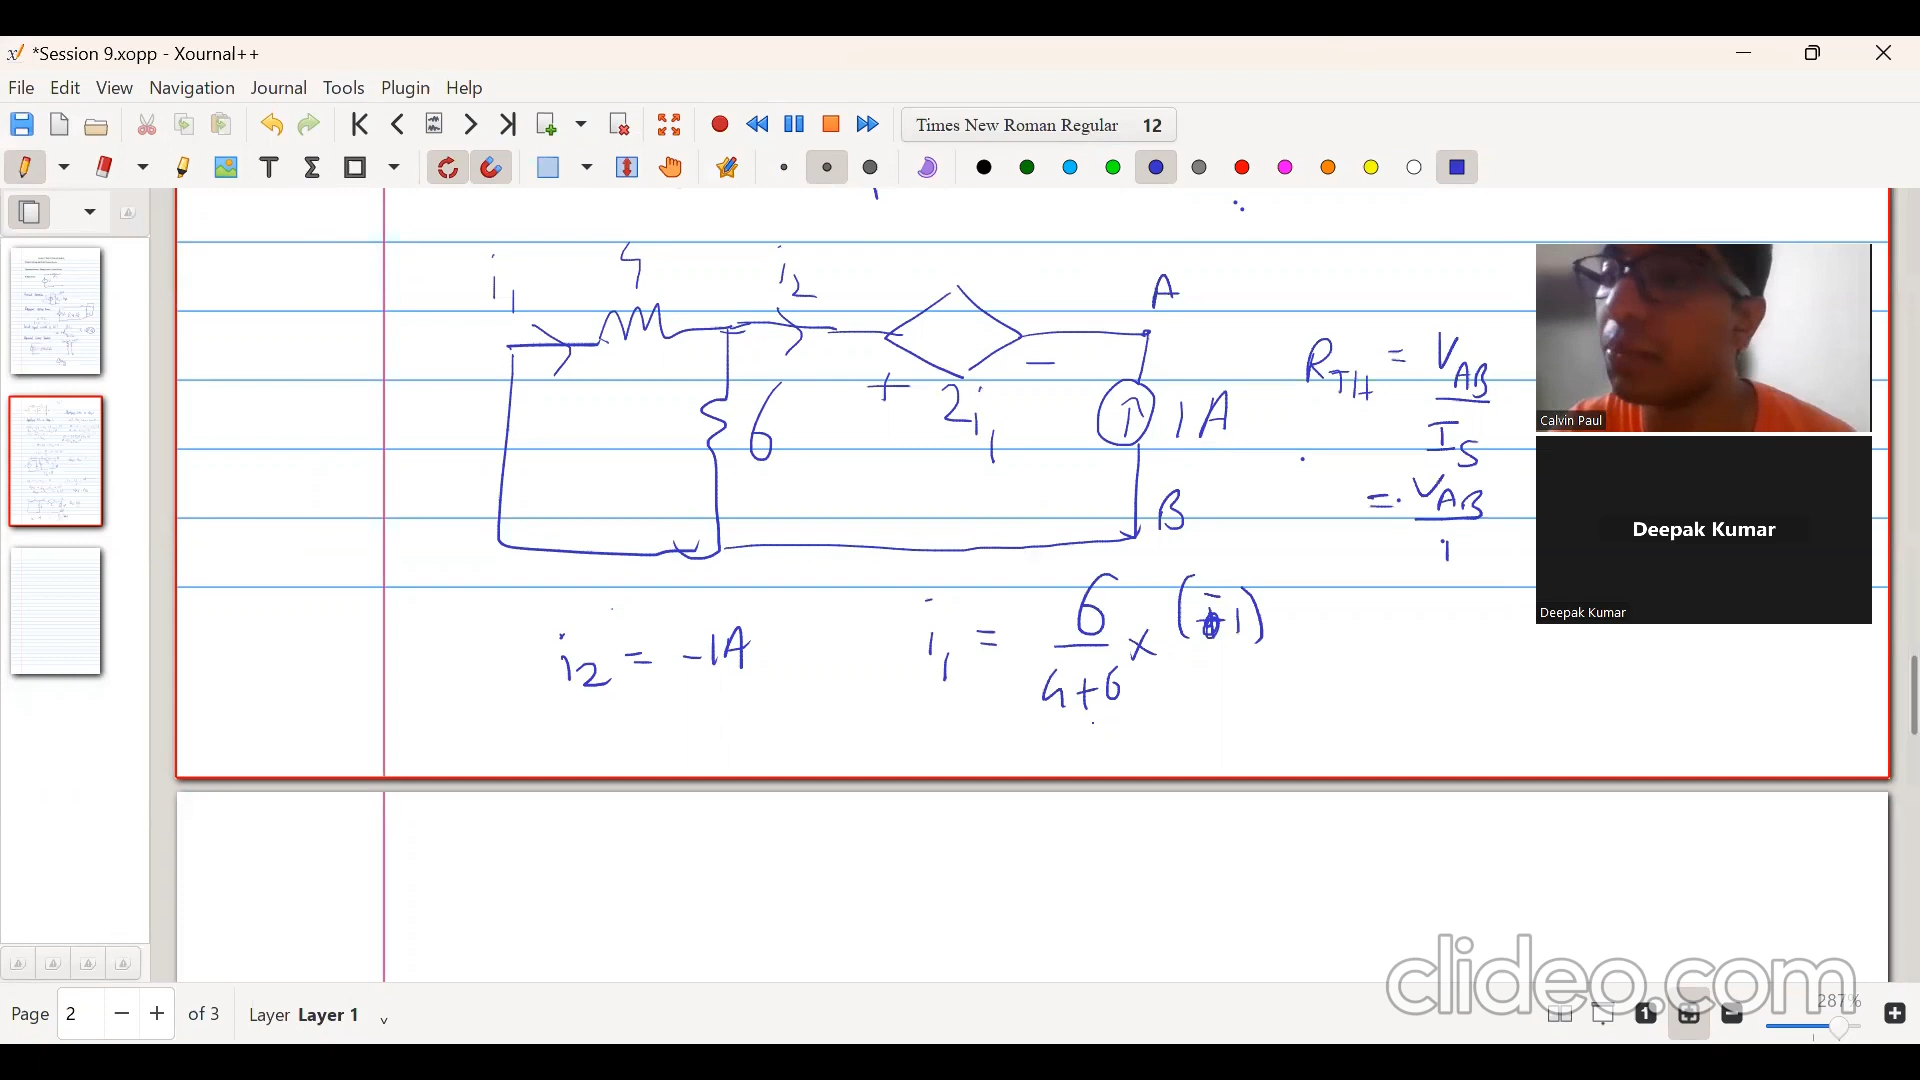 *Session 9.xopp - Xournal++
File Edit View Navigation Journal Tools Plugin Help
Times New Roman Regular 12
i1 4 i2 A
6 + 2i1 - 1A
B
RTH = VAB / IS
= VAB / 1
i2 = -1A
i1 = 6 / 4+6 × (-1)
Calvin Paul
Deepak Kumar
Deepak Kumar
clideo.com
Page 2 of 3 Layer Layer 1
287%